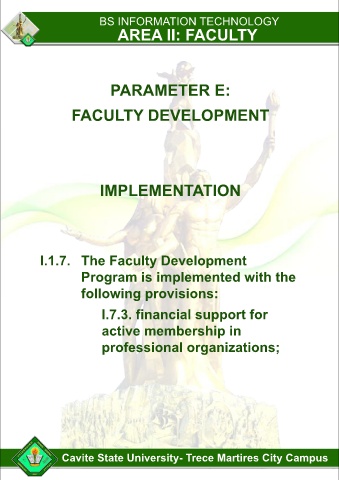 BS INFORMATION TECHNOLOGY
AREA II: FACULTY
PARAMETER E:
FACULTY DEVELOPMENT
IMPLEMENTATION
I.1.7. The Faculty Development
Program is implemented with the
following provisions:
I.7.3. financial support for
active membership in
professional organizations;
Cavite State University- Trece Martires City Campus